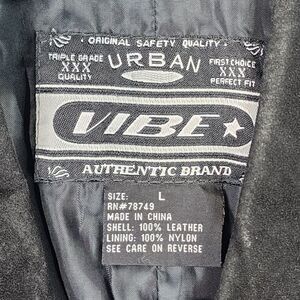 ORIGINAL SAFETY QUALITY
TRIPLE GRADE
XXX
QUALITY
URBAN
FIRST CHOICE
XXX
PERFECT FIT
VIBE
AUTHENTIC BRAND
SIZE: L
RN#78749
MADE IN CHINA
SHELL: 100% LEATHER
LINING: 100% NYLON
SEE CARE ON REVERSE